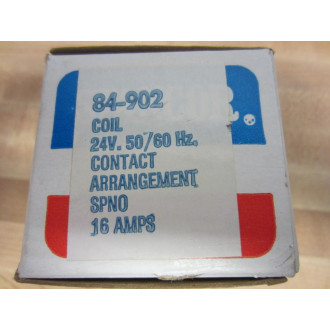 84-902
COIL
24V. 50/60 Hz.
CONTACT
ARRANGEMENT
SPNO
16 AMPS